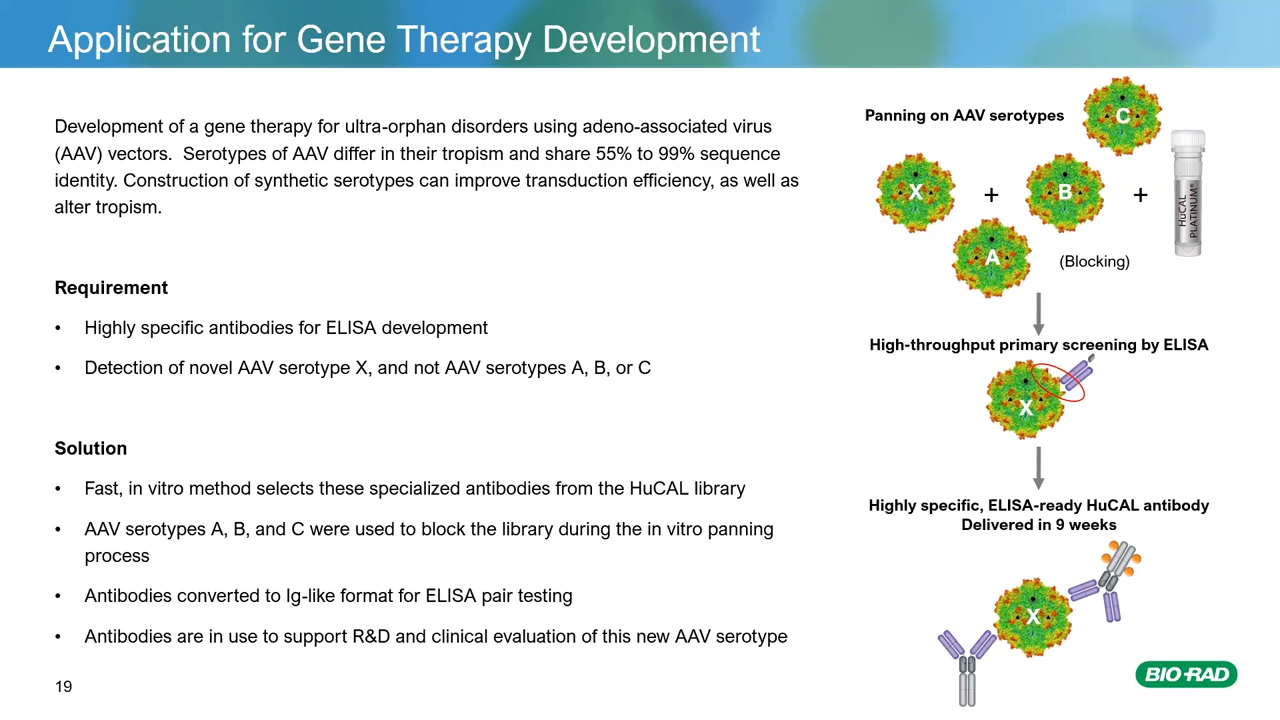 Application for Gene Therapy Development
Development of a gene therapy for ultra-orphan disorders using adeno-associated virus
(AAV) vectors.  Serotypes of AAV differ in their tropism and share 55% to 99% sequence
identity. Construction of synthetic serotypes can improve transduction efficiency, as well as
alter tropism.
Requirement
• Highly specific antibodies for ELISA development
• Detection of novel AAV serotype X, and not AAV serotypes A, B, or C
Solution
• Fast, in vitro method selects these specialized antibodies from the HuCAL library
• AAV serotypes A, B, and C were used to block the library during the in vitro panning
process
• Antibodies converted to Ig-like format for ELISA pair testing
• Antibodies are in use to support R&D and clinical evaluation of this new AAV serotype
19
Panning on AAV serotypes
C
X
+
B
+
HuCAL
PLATINUM®
A
(Blocking)
High-throughput primary screening by ELISA
X
Highly specific, ELISA-ready HuCAL antibody
Delivered in 9 weeks
X
BIO-RAD